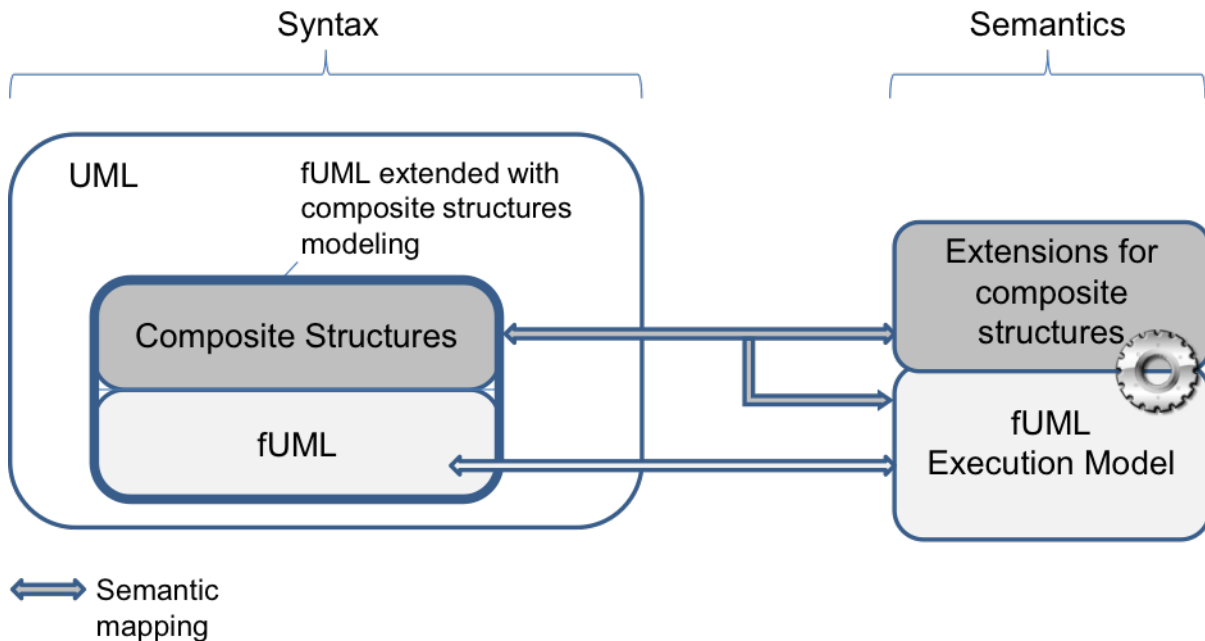 Syntax
Semantics
UML
fUML extended with
composite structures
modeling
Composite Structures
fUML
Extensions for
composite
structures
fUML
Execution Model
Semantic
mapping